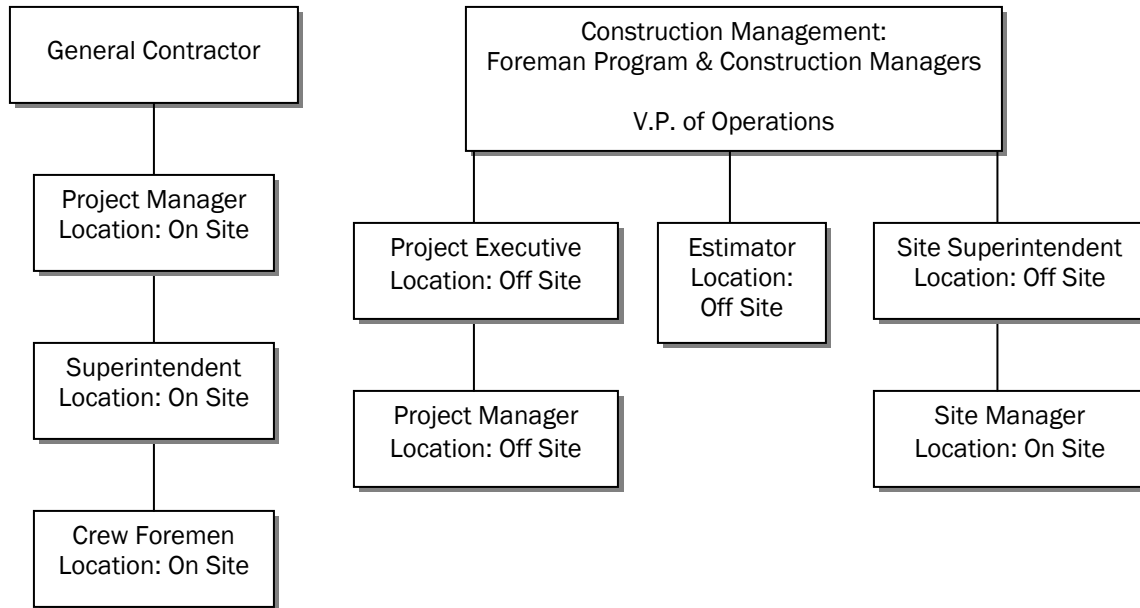 General Contractor
Project Manager
Location: On Site
Superintendent
Location: On Site
Crew Foremen
Location: On Site
Construction Management:
Foreman Program & Construction Managers
V.P. of Operations
Project Executive
Location: Off Site
Project Manager
Location: Off Site
Estimator
Location:
Off Site
Site Superintendent
Location: Off Site
Site Manager
Location: On Site